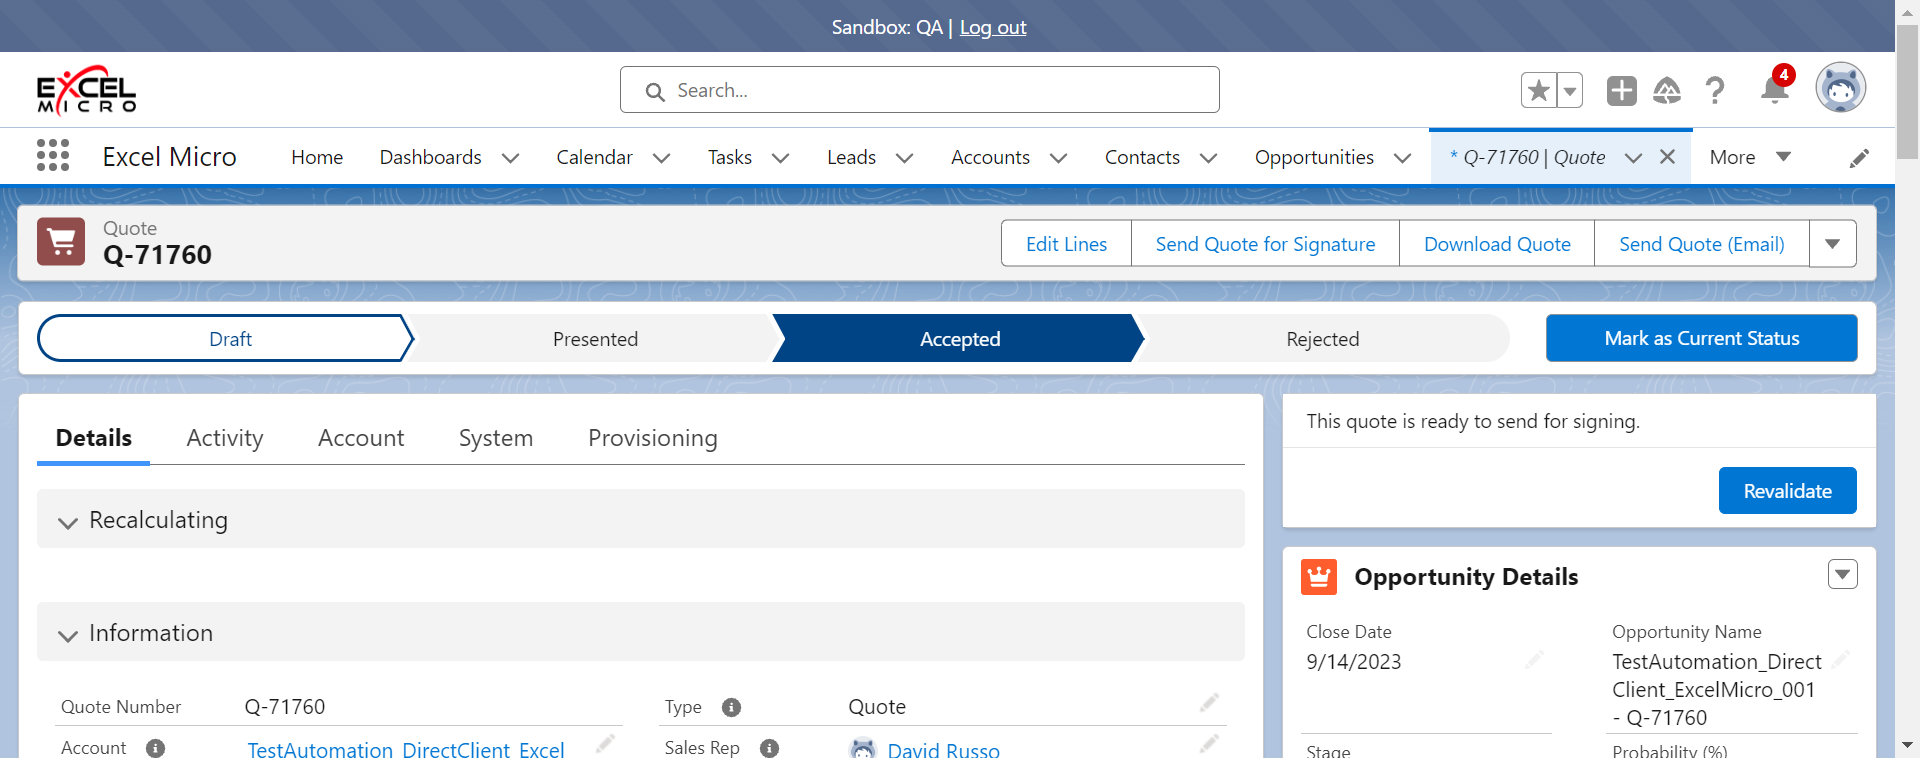 Sandbox: QA | Log out
EXCEL
MICRO
Search...
4
Excel Micro
Home
Dashboards
Calendar
Tasks
Leads
Accounts
Contacts
Opportunities
* Q-71760 | Quote
More
Quote
Q-71760
Edit Lines
Send Quote for Signature
Download Quote
Send Quote (Email)
Draft
Presented
Accepted
Rejected
Mark as Current Status
Details
Activity
Account
System
Provisioning
This quote is ready to send for signing.
Revalidate
Recalculating
Information
Quote Number
Q-71760
Type
Quote
Account
TestAutomation_DirectClient_Excel
Sales Rep
David Russo
Opportunity Details
Close Date
9/14/2023
Opportunity Name
TestAutomation_Direct
Client_ExcelMicro_001
- Q-71760
Stage
Probability (%)